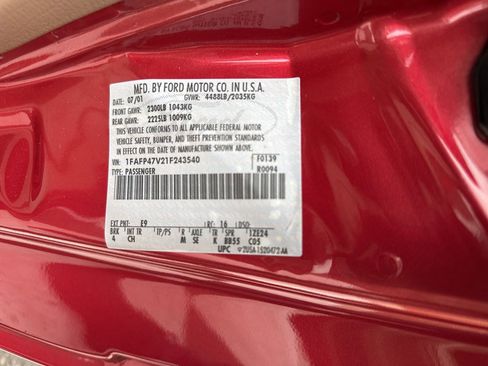 MFD. BY FORD MOTOR CO. IN U.S.A.
DATE: 07/01 GVWR: 4488LB/2035KG
FRONT GAWR: 2300LB 1043KG
REAR GAWR: 2225LB 1009KG
THIS VEHICLE CONFORMS TO ALL APPLICABLE FEDERAL MOTOR
VEHICLE SAFETY, BUMPER, AND THEFT PREVENTION STANDARDS
IN EFFECT ON THE DATE OF MANUFACTURE SHOWN ABOVE.
VIN: 1FAFP47V21F243540 F0139
TYPE: PASSENGER R0094
EXT PNT: E9 RC: 16 DSO:
BRK INT TR TP/PS R AXLE TR SPR 1ZE24
4 CH M SE K BB55 C05
UPC